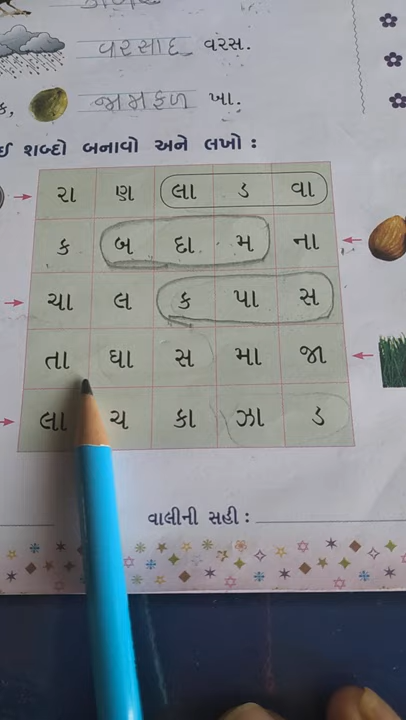 વરસાદ વરસ.
ક, જામફળ ખા.
ઈ શબ્દો બનાવો અને લખો :
રા ણ લા ડ વા
ક બ દા મ ના
ચા લ ક પા સ
તા ઘા સ મા જા
લા ચ કા ઝા ડ
વાલીની સહી :